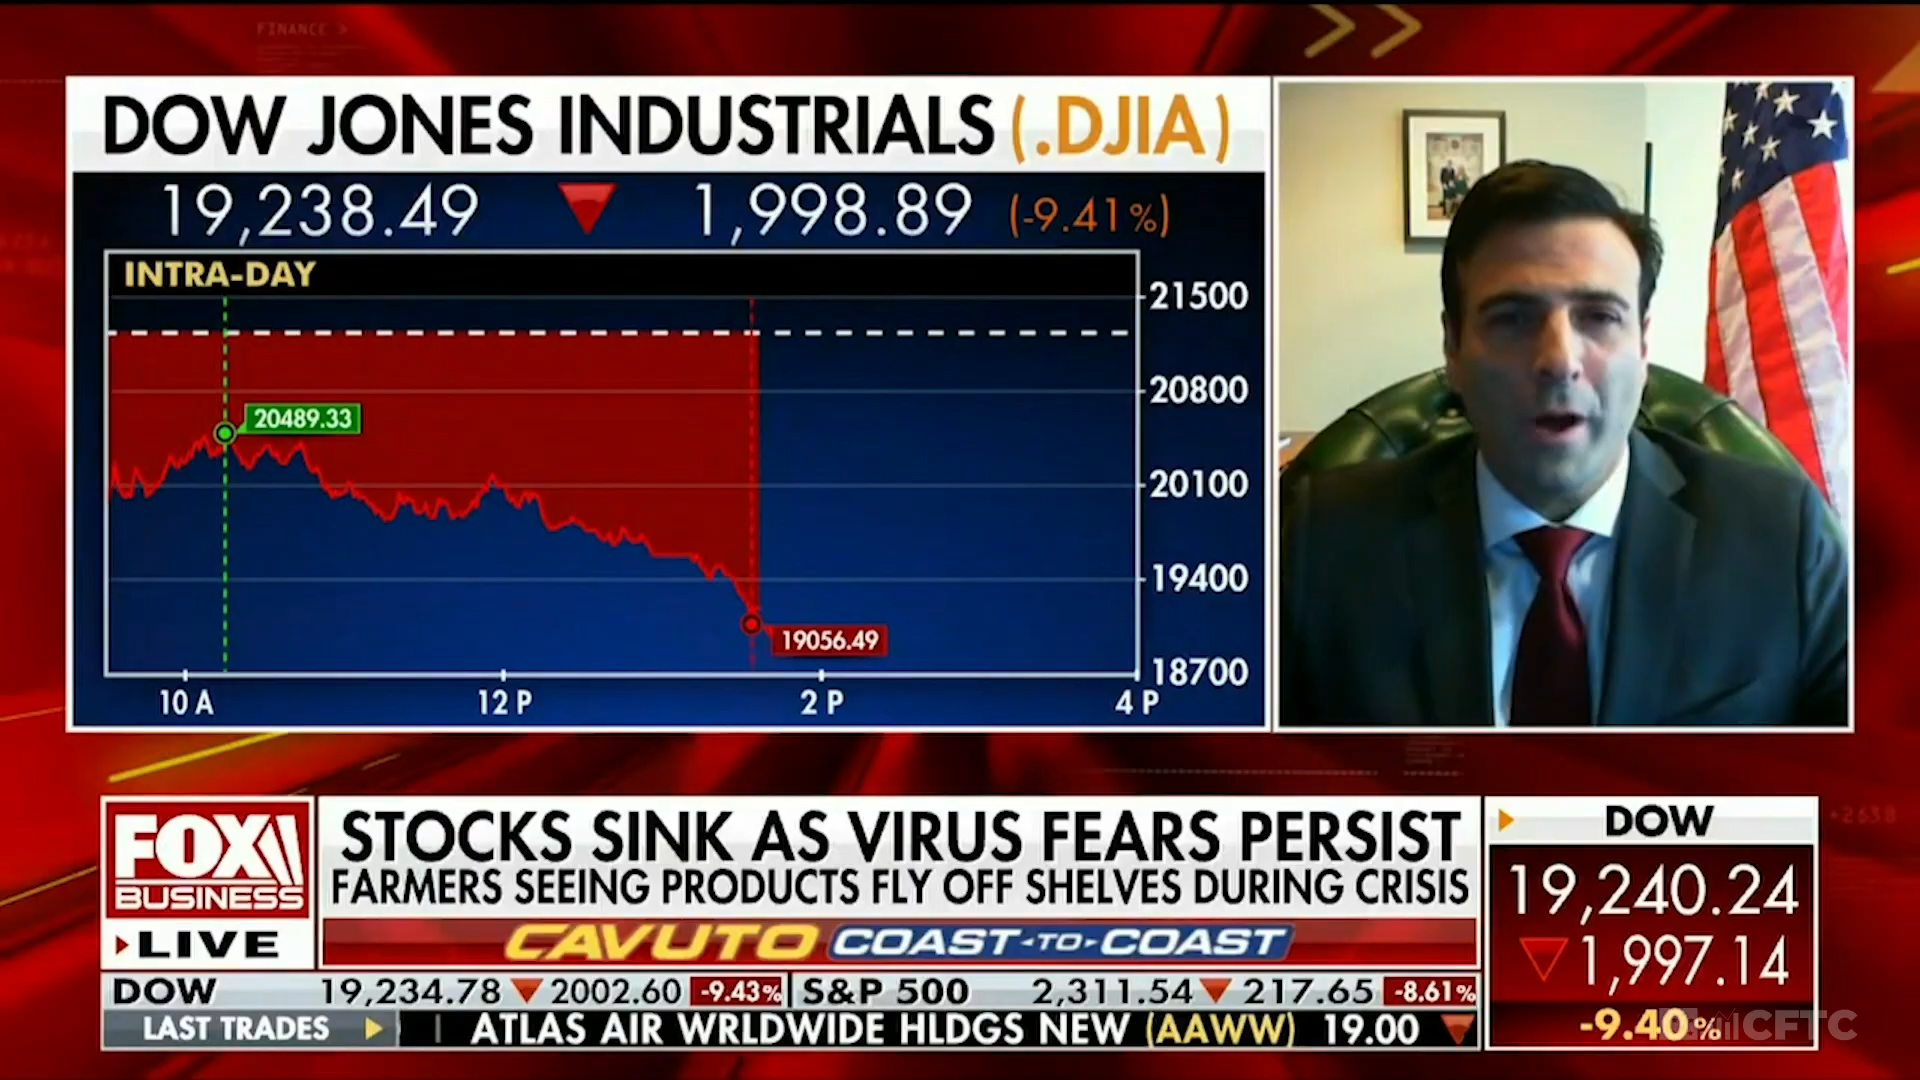 FINANCE >
DOW JONES INDUSTRIALS (.DJIA)
19,238.49 1,998.89 (-9.41%)
INTRA-DAY
21500
20800
20489.33
20100
19400
19056.49
18700
10 A 12 P 2 P 4 P
FOX
BUSINESS
LIVE
STOCKS SINK AS VIRUS FEARS PERSIST
FARMERS SEEING PRODUCTS FLY OFF SHELVES DURING CRISIS
CAVUTO COAST-TO-COAST
DOW
19,240.24
1,997.14
-9.40%
DOW 19,234.78 2002.60 -9.43% S&P 500 2,311.54 217.65 -8.61%
LAST TRADES ATLAS AIR WRLDWIDE HLDGS NEW (AAWW) 19.00
CFTC